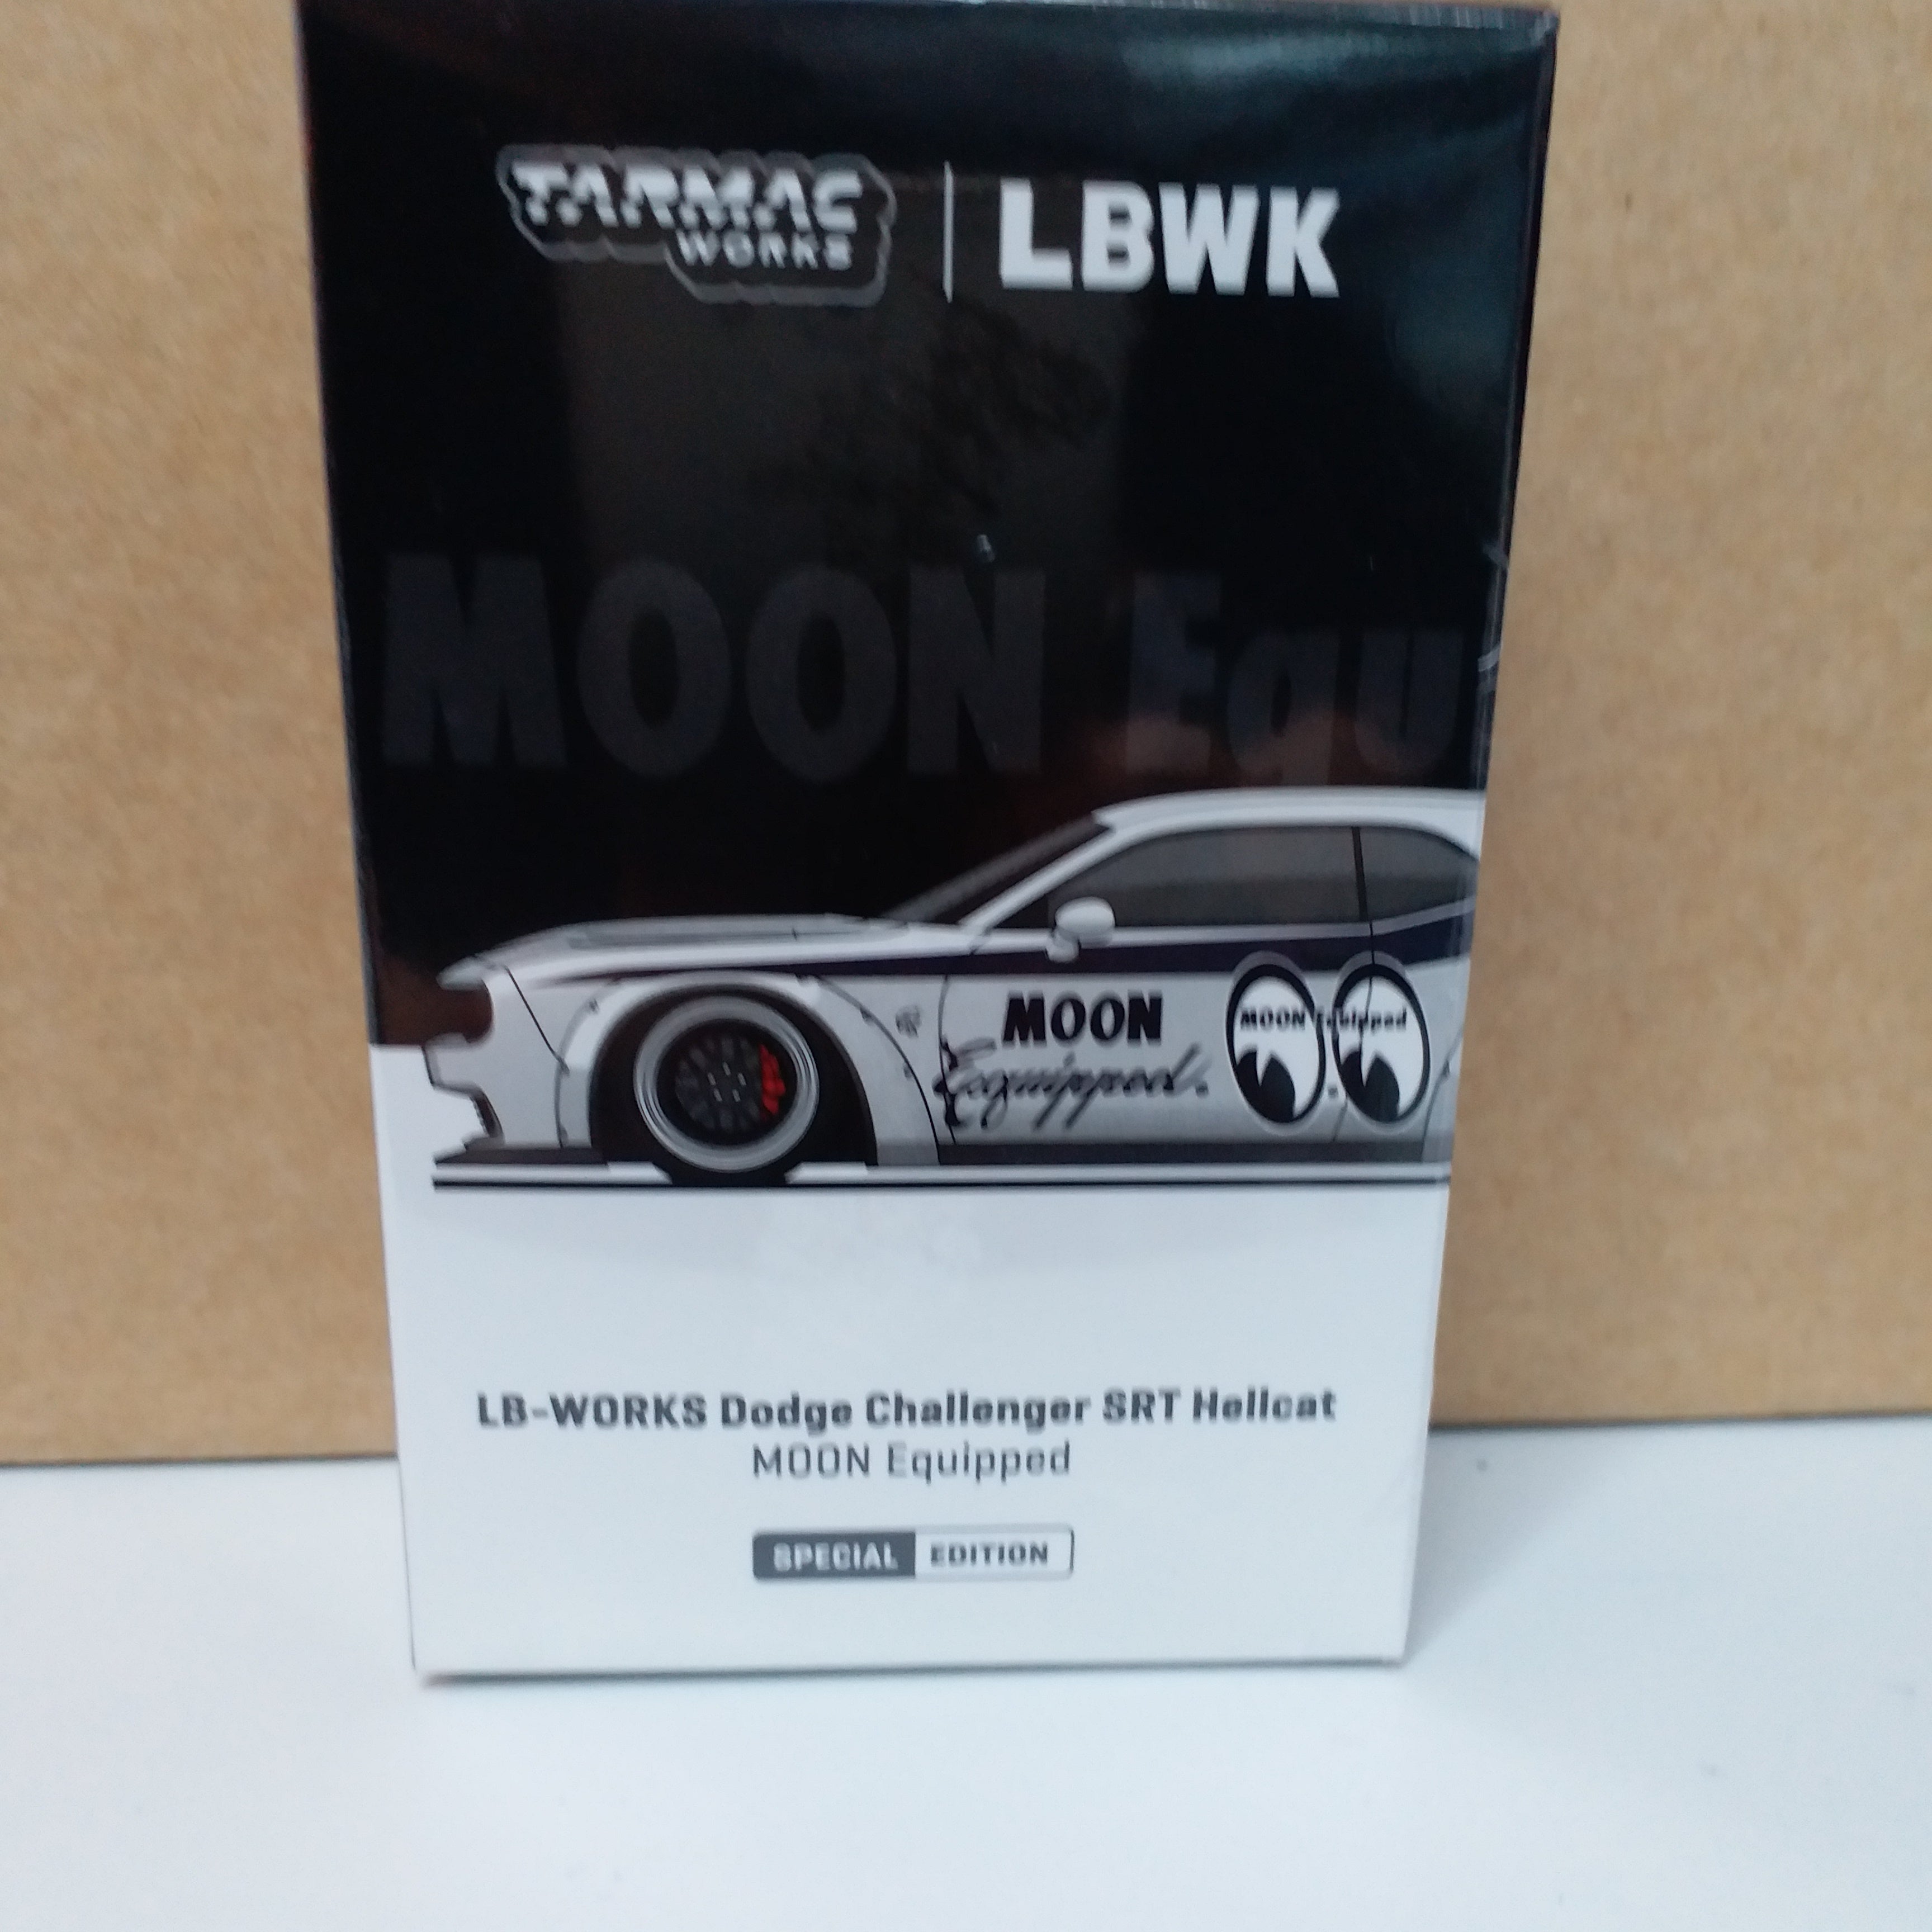 TARMAC
WORKS
LBWK
MOON Equ
MOON
Equipped.
MOON Equipped
LB-WORKS Dodge Challenger SRT Hellcat
MOON Equipped
SPECIAL EDITION